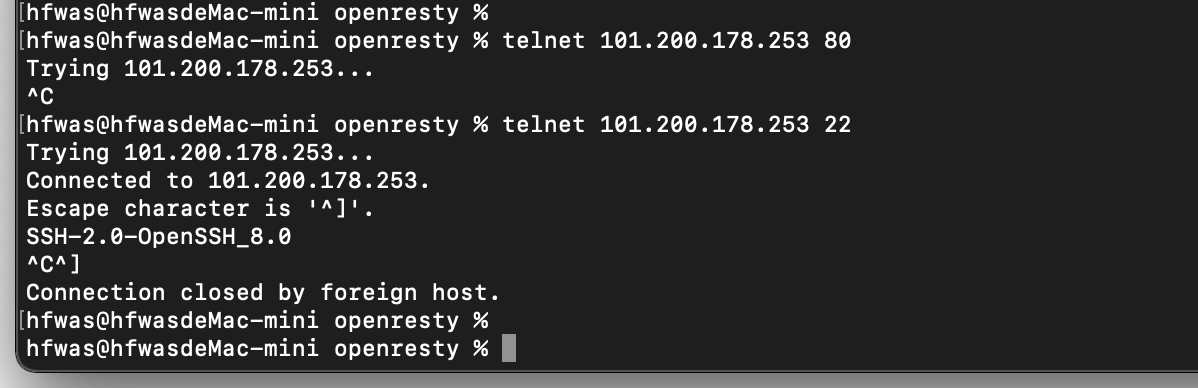 [hfwas@hfwasdeMac-mini openresty %
[hfwas@hfwasdeMac-mini openresty % telnet 101.200.178.253 80
Trying 101.200.178.253...
^C
[hfwas@hfwasdeMac-mini openresty % telnet 101.200.178.253 22
Trying 101.200.178.253...
Connected to 101.200.178.253.
Escape character is '^]'.
SSH-2.0-OpenSSH_8.0
^C^]
Connection closed by foreign host.
[hfwas@hfwasdeMac-mini openresty %
hfwas@hfwasdeMac-mini openresty %